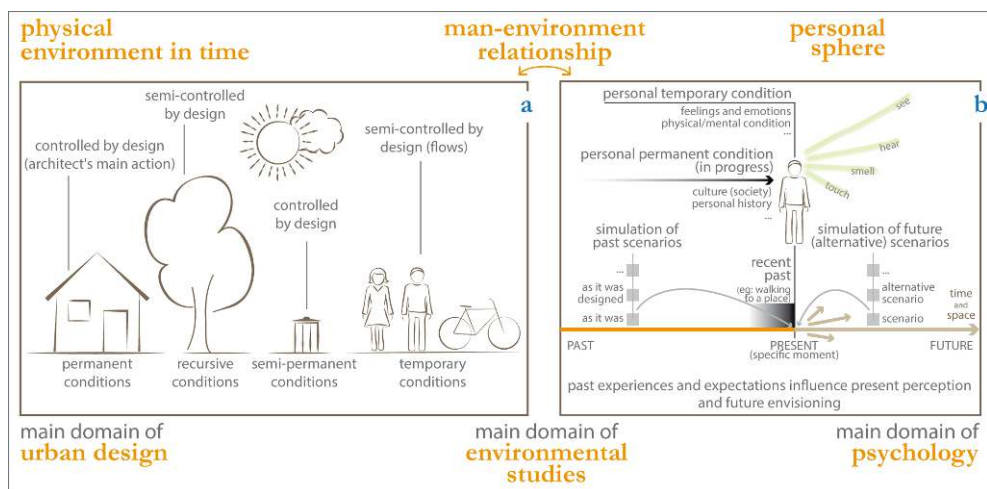 physical
environment in time
man-environment
relationship
personal
sphere
a
semi-controlled
by design
controlled by design
(architect's main action)
semi-controlled by
design (flows)
controlled
by design
permanent
conditions
recursive
conditions
semi-permanent
conditions
temporary
conditions
b
personal temporary condition
feelings and emotions
physical/mental condition
...
personal permanent condition
(in progress)
culture (society)
personal history
...
see
hear
smell
touch
simulation of
past scenarios
...
as it was
designed
as it was
recent
past
(eg: walking
to a place)
simulation of future
(alternative) scenarios
...
alternative
scenario
scenario
time
and
space
PAST
PRESENT
(specific moment)
FUTURE
past experiences and expectations influence present perception
and future envisioning
main domain of
urban design
main domain of
environmental
studies
main domain of
psychology